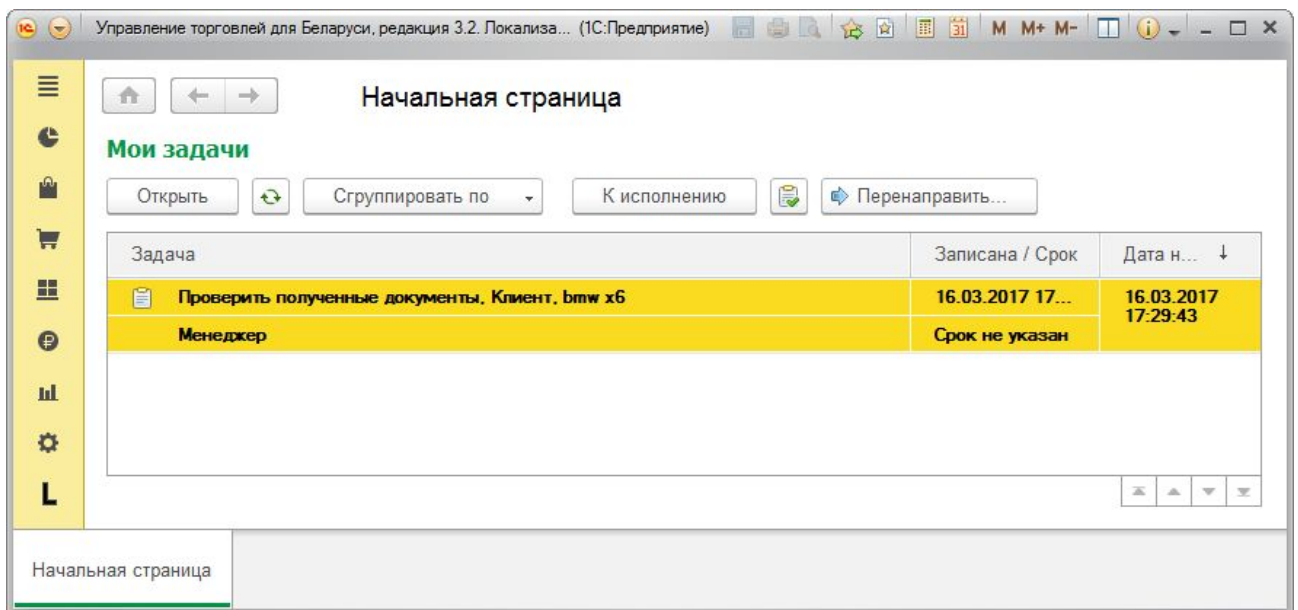 1С Управление торговлей для Беларуси, редакция 3.2. Локализа... (1С:Предприятие) 31 M M+ M-
Начальная страница
Мои задачи
Открыть Сгруппировать по К исполнению Перенаправить...
Задача Записана / Срок Дата н...
Проверить полученные документы, Клиент, bmw x6 16.03.2017 17... 16.03.2017
17:29:43
Менеджер Срок не указан
L
Начальная страница